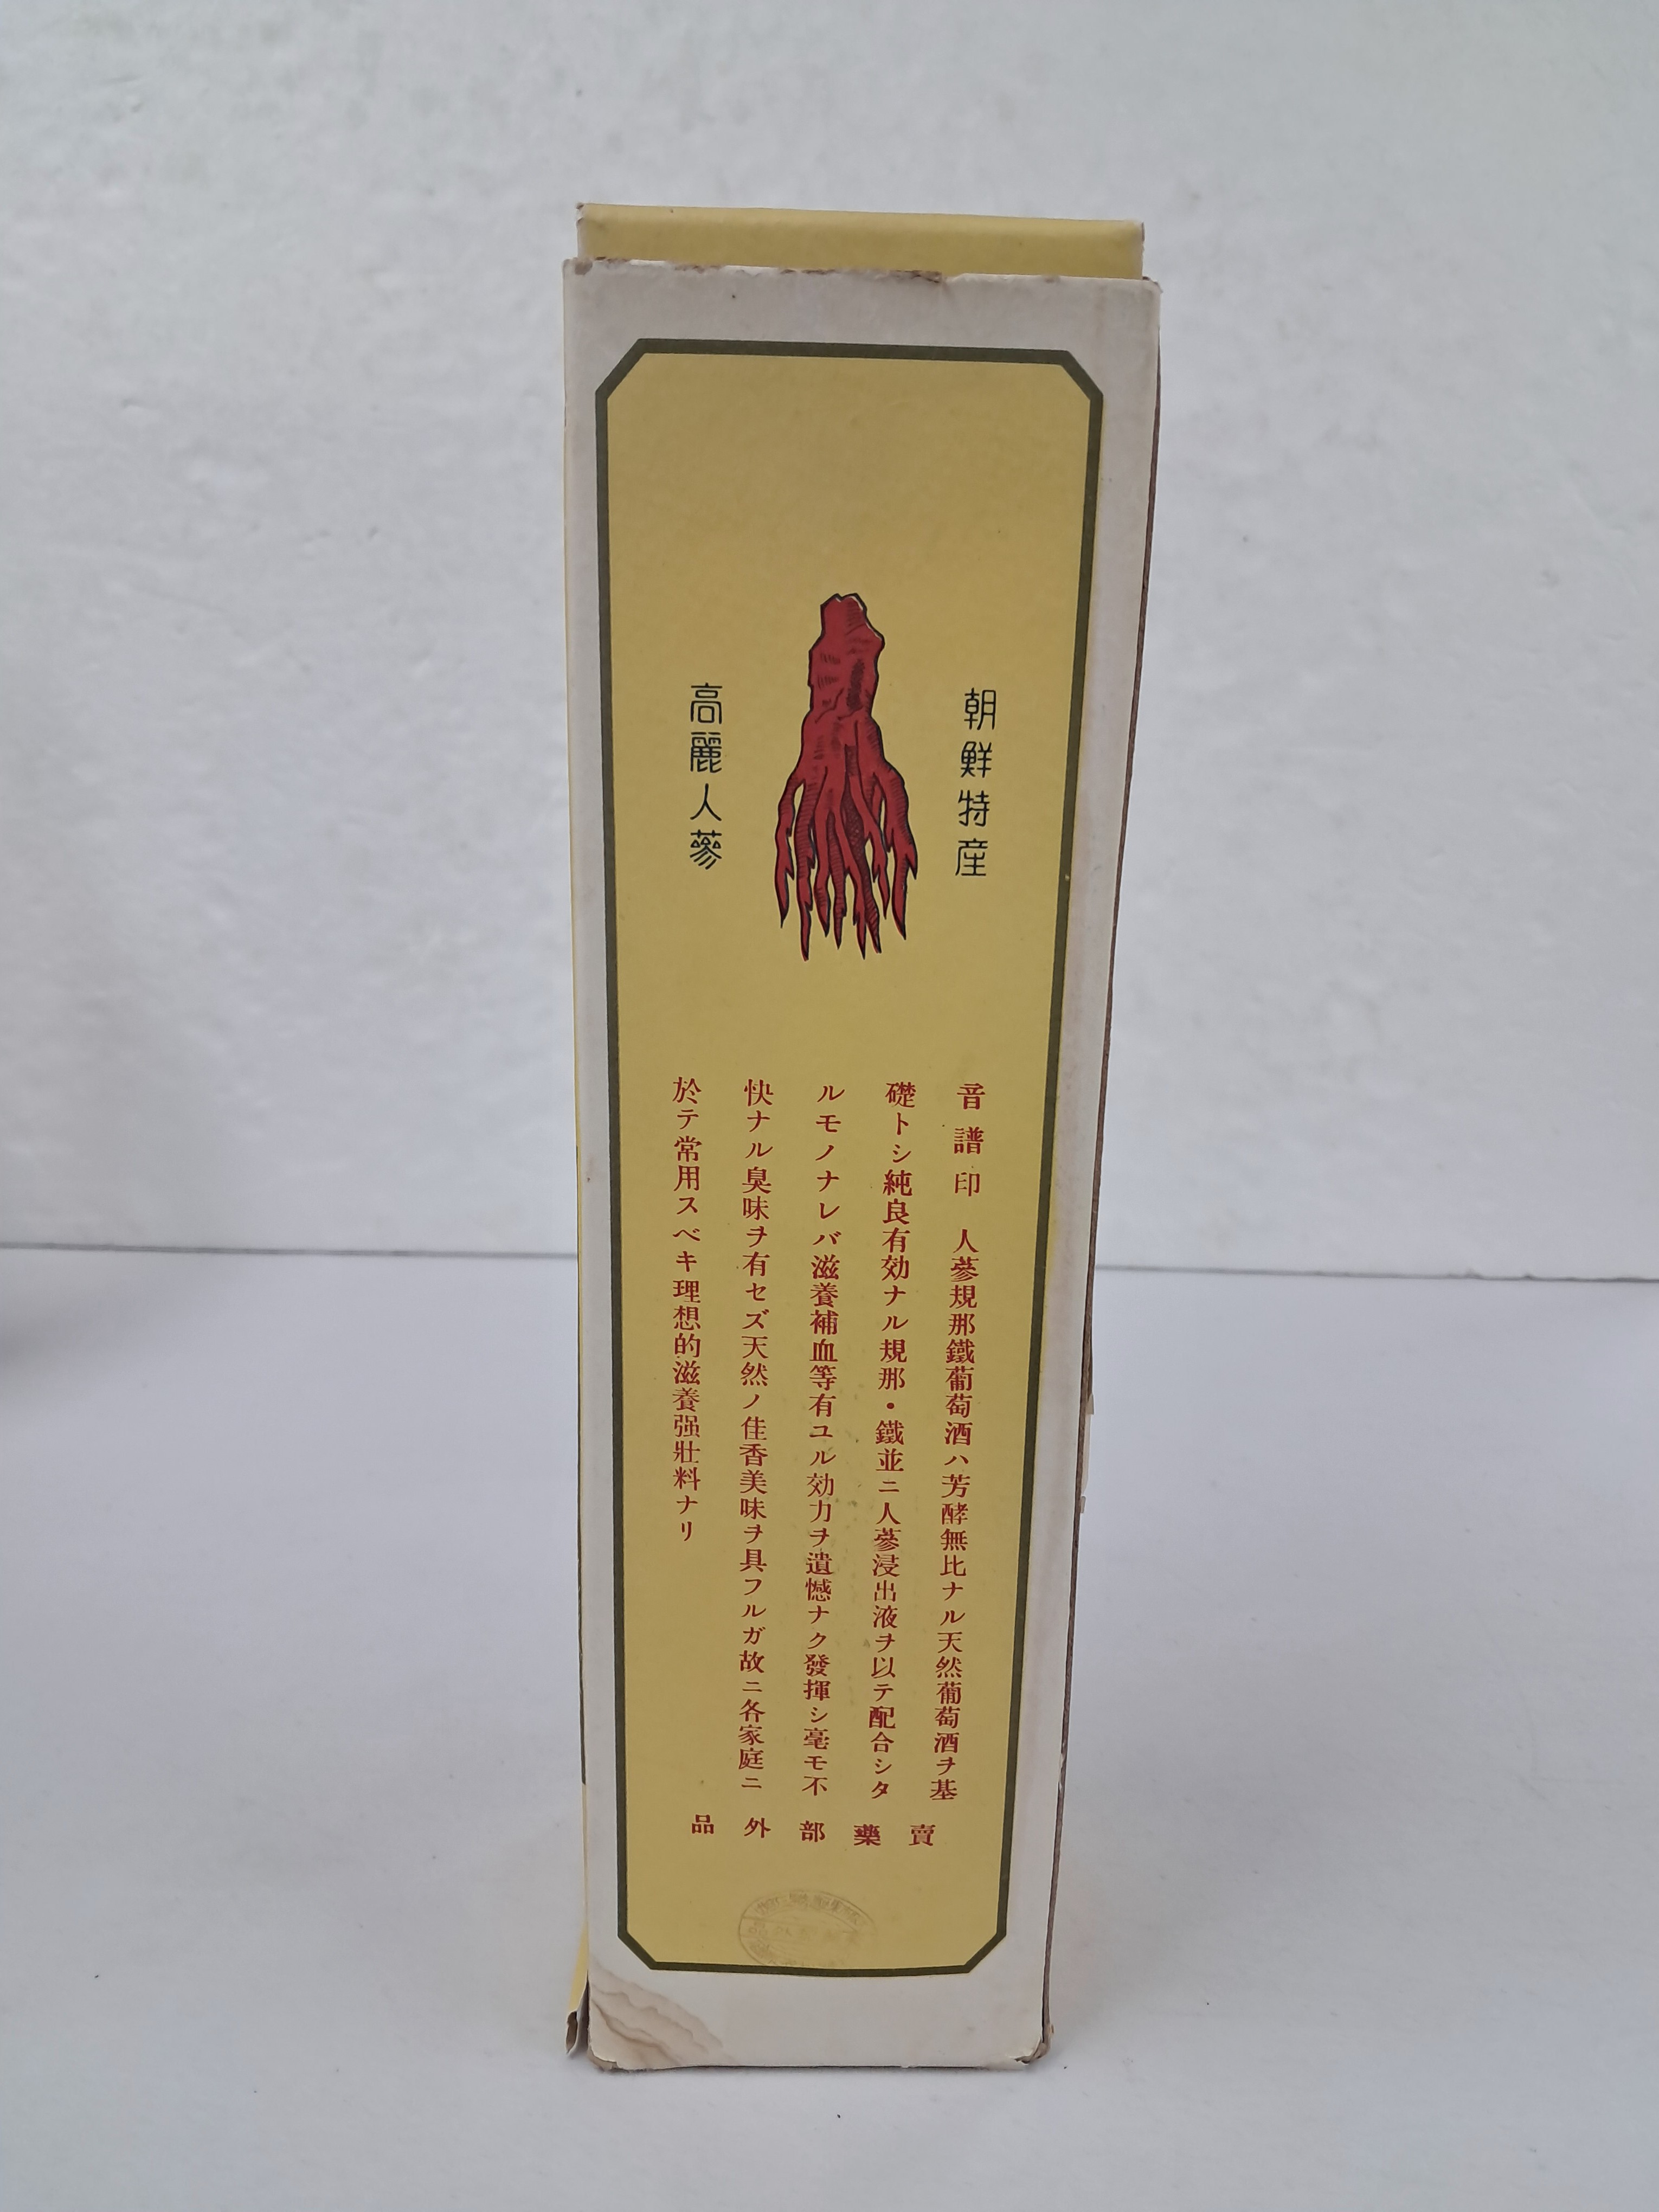 朝鮮特産
高麗人蔘
音譜印 人蔘規那鐵葡萄酒ハ芳醇無比ナル天然葡萄酒ヲ基
礎トシ純良有効ナル規那・鐵並ニ人蔘浸出液ヲ以テ配合シタ
ルモノナレバ滋養補血等有ユル効力ヲ遺憾ナク發揮シ毫モ不
快ナル臭味ヲ有セズ天然ノ佳香美味ヲ具フルガ故ニ各家庭ニ
於テ常用スベキ理想的滋養强壯料ナリ
賣藥部外品